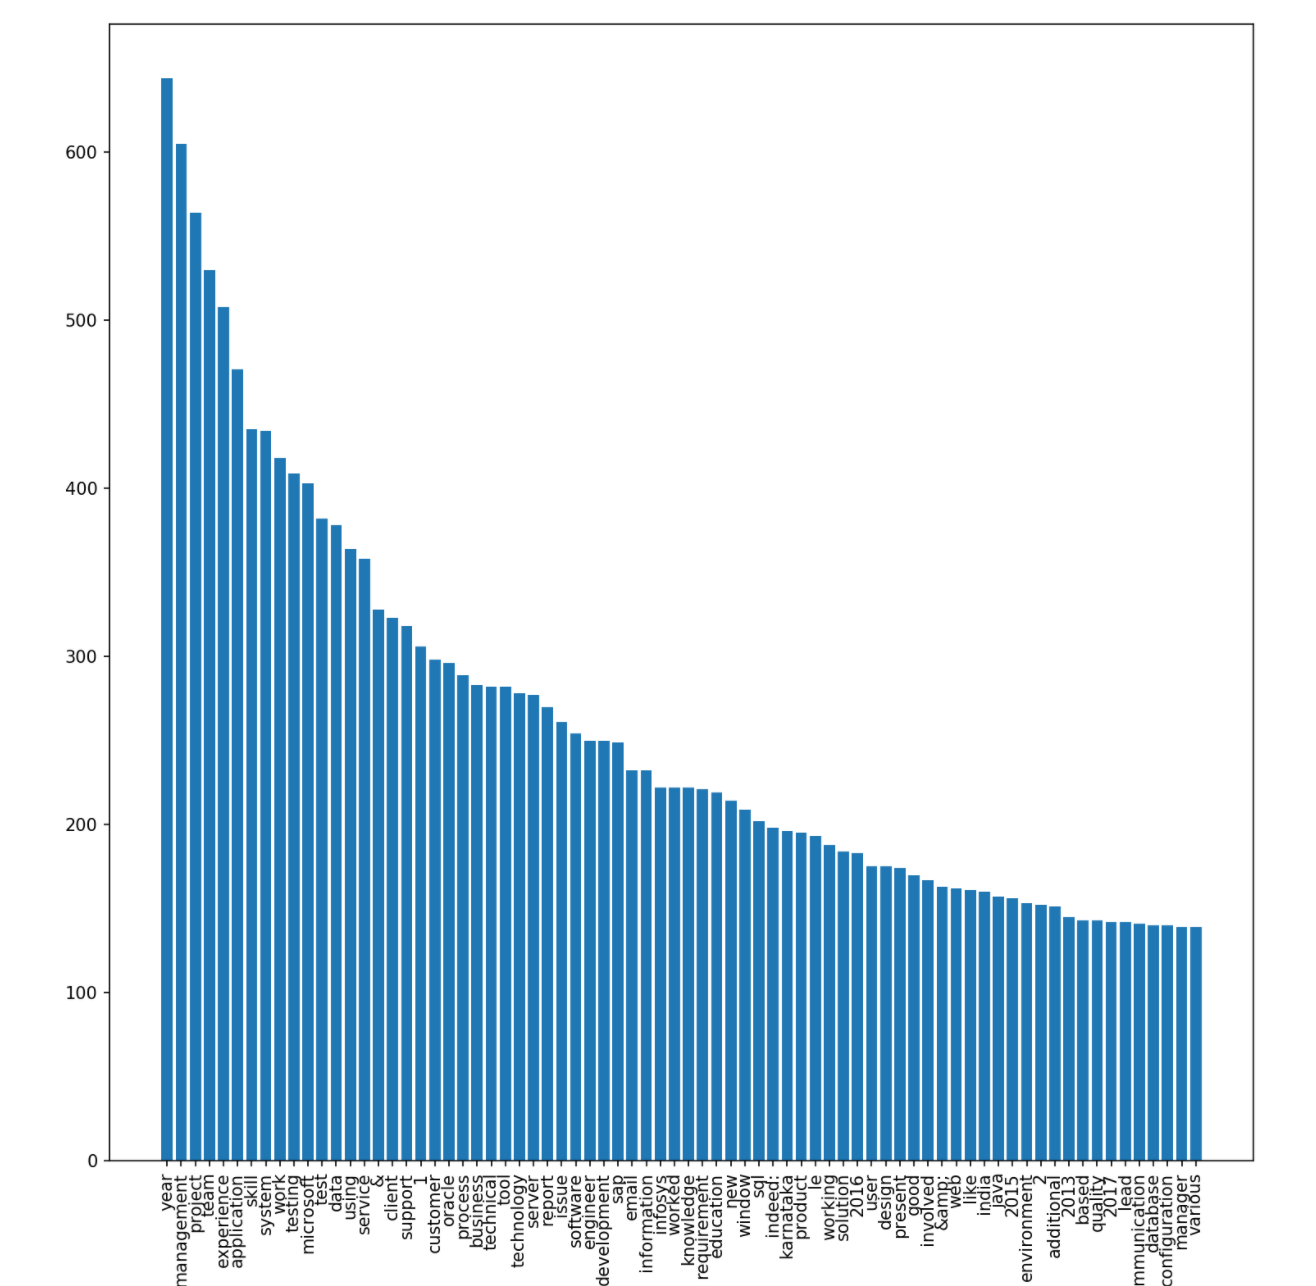 600
500
400
300
200
100
0
year
management
project
team
experience
application
skill
system
work
testing
microsoft
test
data
using
service
&
client
support
1
customer
oracle
process
business
technical
tool
technology
server
report
issue
software
engineer
development
sap
email
information
infosys
worked
knowledge
requirement
education
new
window
sql
indeed:
karnataka
product
le
working
solution
2016
user
design
present
good
involved
&amp;
web
like
india
java
2015
environment
2
additional
2013
based
quality
2017
lead
mmunication
database
configuration
manager
various